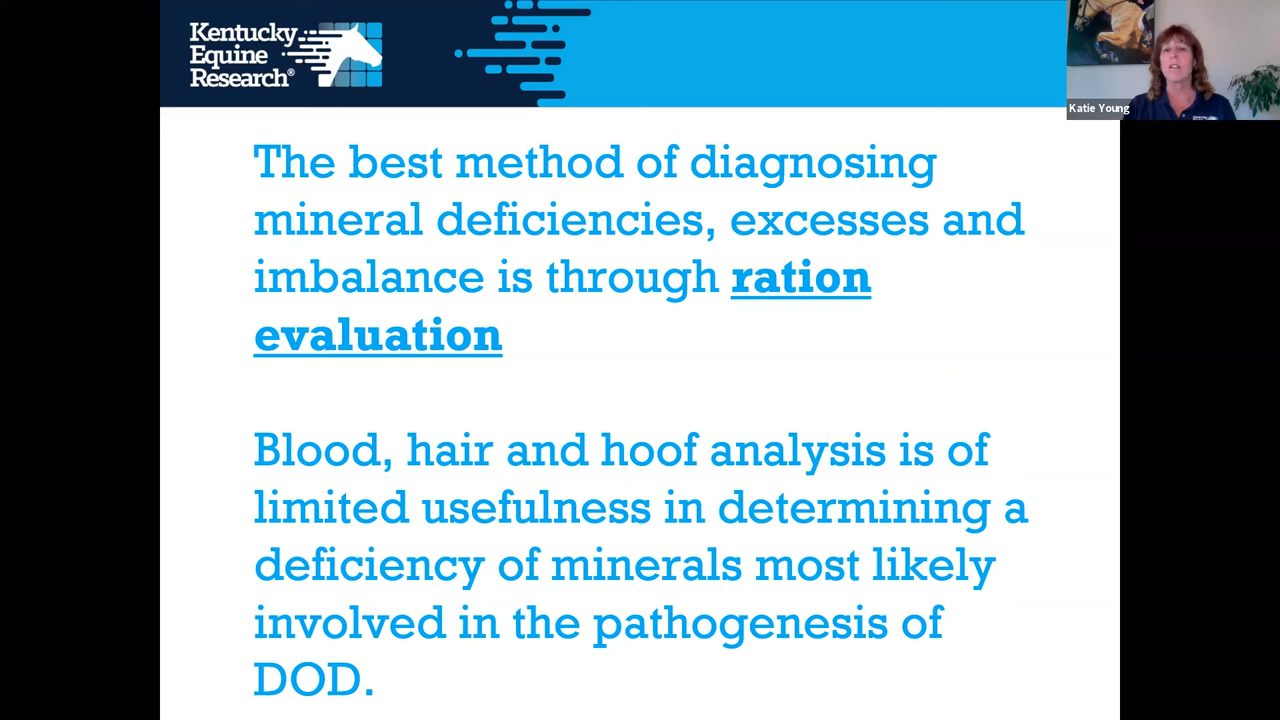 Kentucky
Equine
Research®
Katie Young
The best method of diagnosing
mineral deficiencies, excesses and
imbalance is through ration
evaluation
Blood, hair and hoof analysis is of
limited usefulness in determining a
deficiency of minerals most likely
involved in the pathogenesis of
DOD.